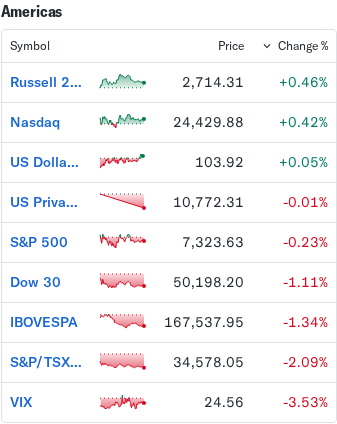 Americas
Symbol Price Change %
Russell 2... 2,714.31 +0.46%
Nasdaq 24,429.88 +0.42%
US Dolla... 103.92 +0.05%
US Priva... 10,772.31 -0.01%
S&P 500 7,323.63 -0.23%
Dow 30 50,198.20 -1.11%
IBOVESPA 167,537.95 -1.34%
S&P/TSX... 34,578.05 -2.09%
VIX 24.56 -3.53%